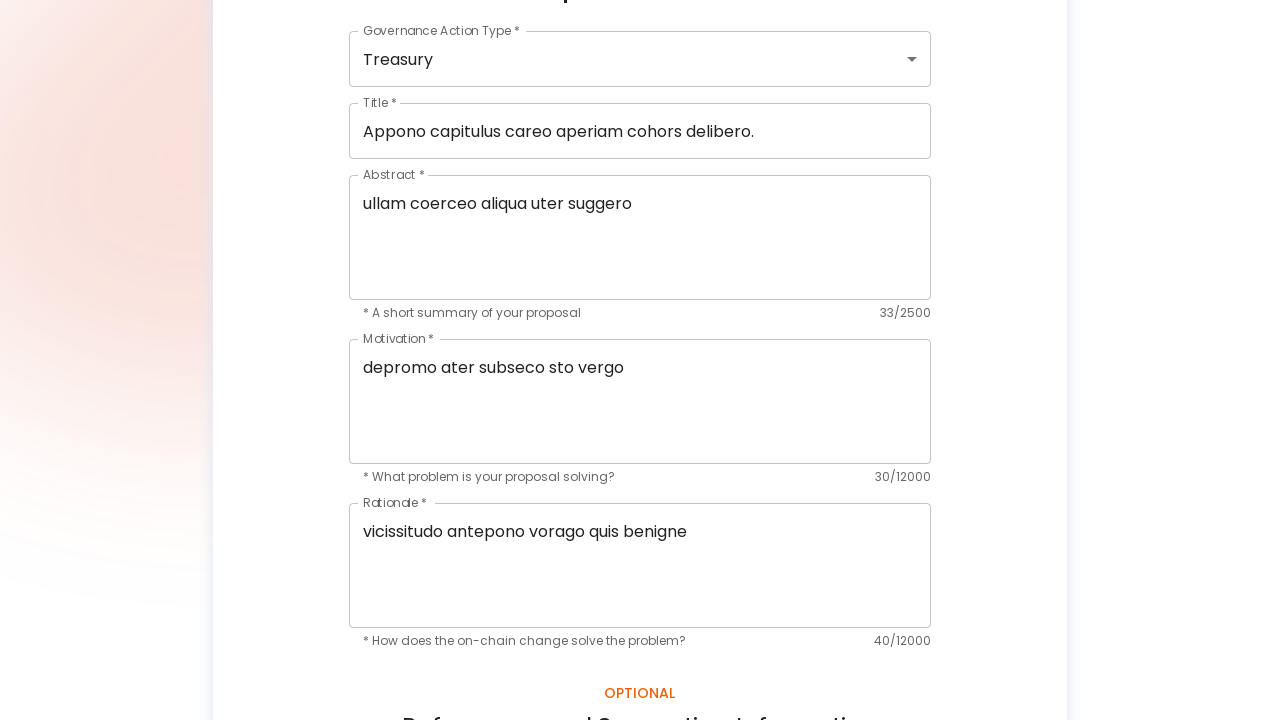 Governance Action Type *
Treasury
Title *
Appono capitulus careo aperiam cohors delibero.
Abstract *
ullam coerceo aliqua uter suggero
* A short summary of your proposal 33/2500
Motivation *
depromo ater subseco sto vergo
* What problem is your proposal solving? 30/12000
Rationale *
vicissitudo antepono vorago quis benigne
* How does the on-chain change solve the problem? 40/12000
OPTIONAL